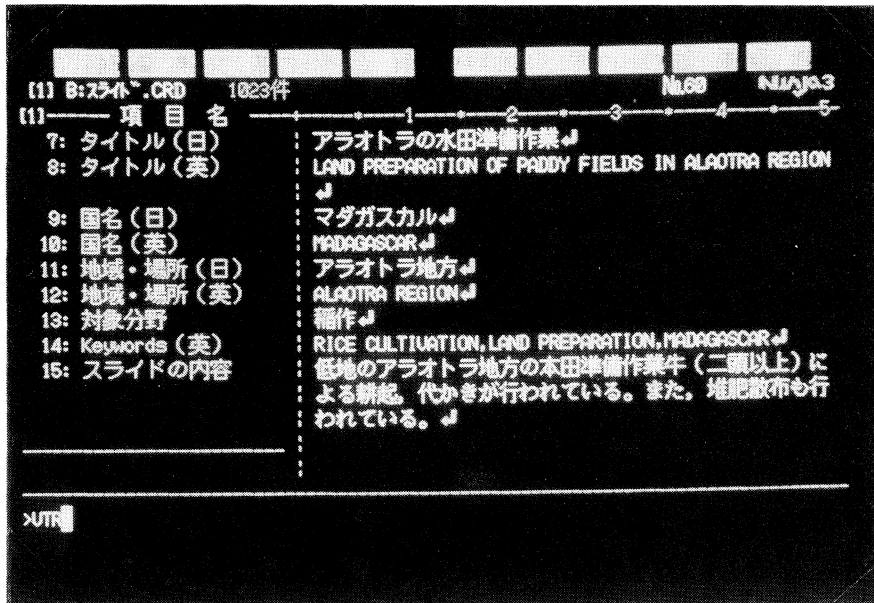 [1] B:スライド.CRD 1023件 No.60
[1] 項 目 名 1 2 3 4 5
7: タイトル(日) アラオトラの水田準備作業↲
8: タイトル(英) LAND PREPARATION OF PADDY FIELDS IN ALAOTRA REGION
↲
9: 国名(日) マダガスカル↲
10: 国名(英) MADAGASCAR↲
11: 地域・場所(日) アラオトラ地方↲
12: 地域・場所(英) ALAOTRA REGION↲
13: 対象分野 稲作↲
14: Keywords(英) RICE CULTIVATION,LAND PREPARATION,MADAGASCAR↲
15: スライドの内容 低地のアラオトラ地方の本田準備作業牛(二頭以上)に
よる耕起,代かきが行われている。また,堆肥散布も行
われている。↲
>UTR